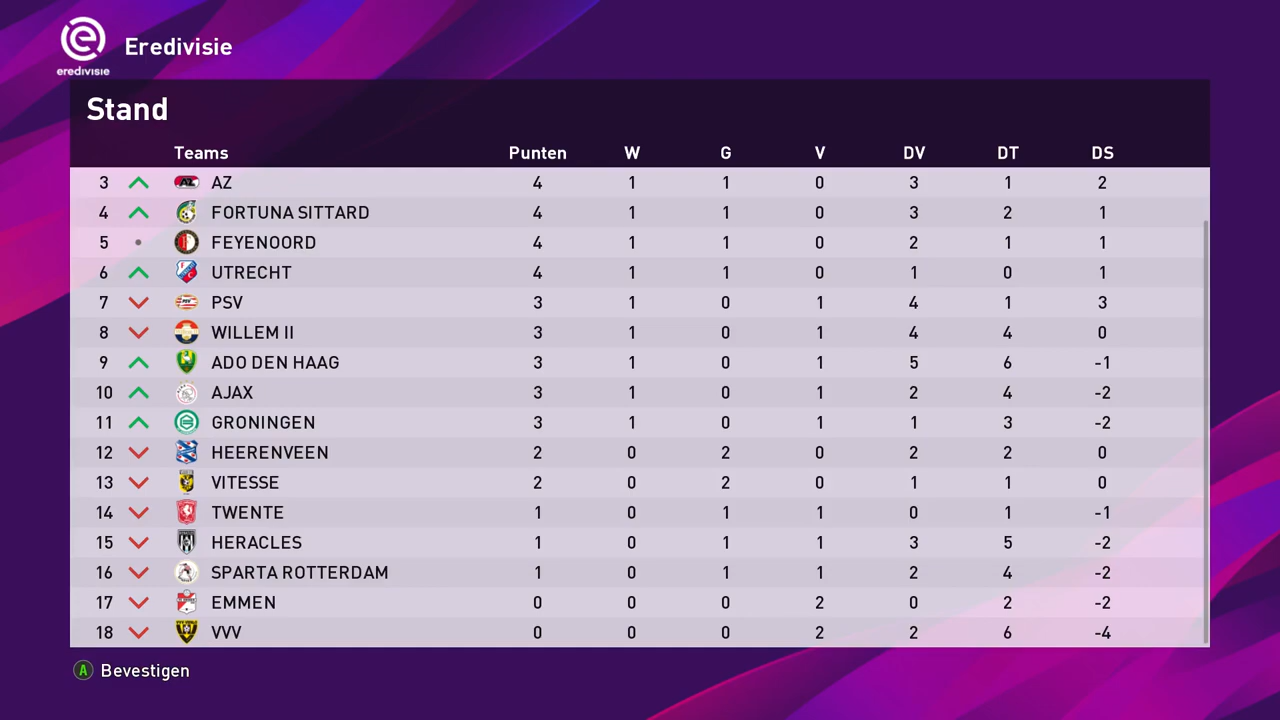 eredivisie
Eredivisie
Stand
Teams Punten W G V DV DT DS
3 AZ AZ 4 1 1 0 3 1 2
4 FORTUNA SITTARD 4 1 1 0 3 2 1
5 FEYENOORD 4 1 1 0 2 1 1
6 UTRECHT 4 1 1 0 1 0 1
7 PSV PSV 3 1 0 1 4 1 3
8 WILLEM II 3 1 0 1 4 4 0
9 ADO DEN HAAG 3 1 0 1 5 6 -1
10 AJAX 3 1 0 1 2 4 -2
11 GRONINGEN 3 1 0 1 1 3 -2
12 HEERENVEEN 2 0 2 0 2 2 0
13 VITESSE 2 0 2 0 1 1 0
14 TWENTE 1 0 1 1 0 1 -1
15 HERACLES 1 0 1 1 3 5 -2
16 SPARTA ROTTERDAM 1 0 1 1 2 4 -2
17 EMMEN 0 0 0 2 0 2 -2
18 VVV 0 0 0 2 2 6 -4
A Bevestigen